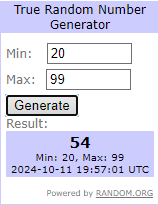 True Random Number
Generator
Min: 20
Max: 99
Generate
Result:
54
Min: 20, Max: 99
2024-10-11 19:57:01 UTC
Powered by RANDOM.ORG